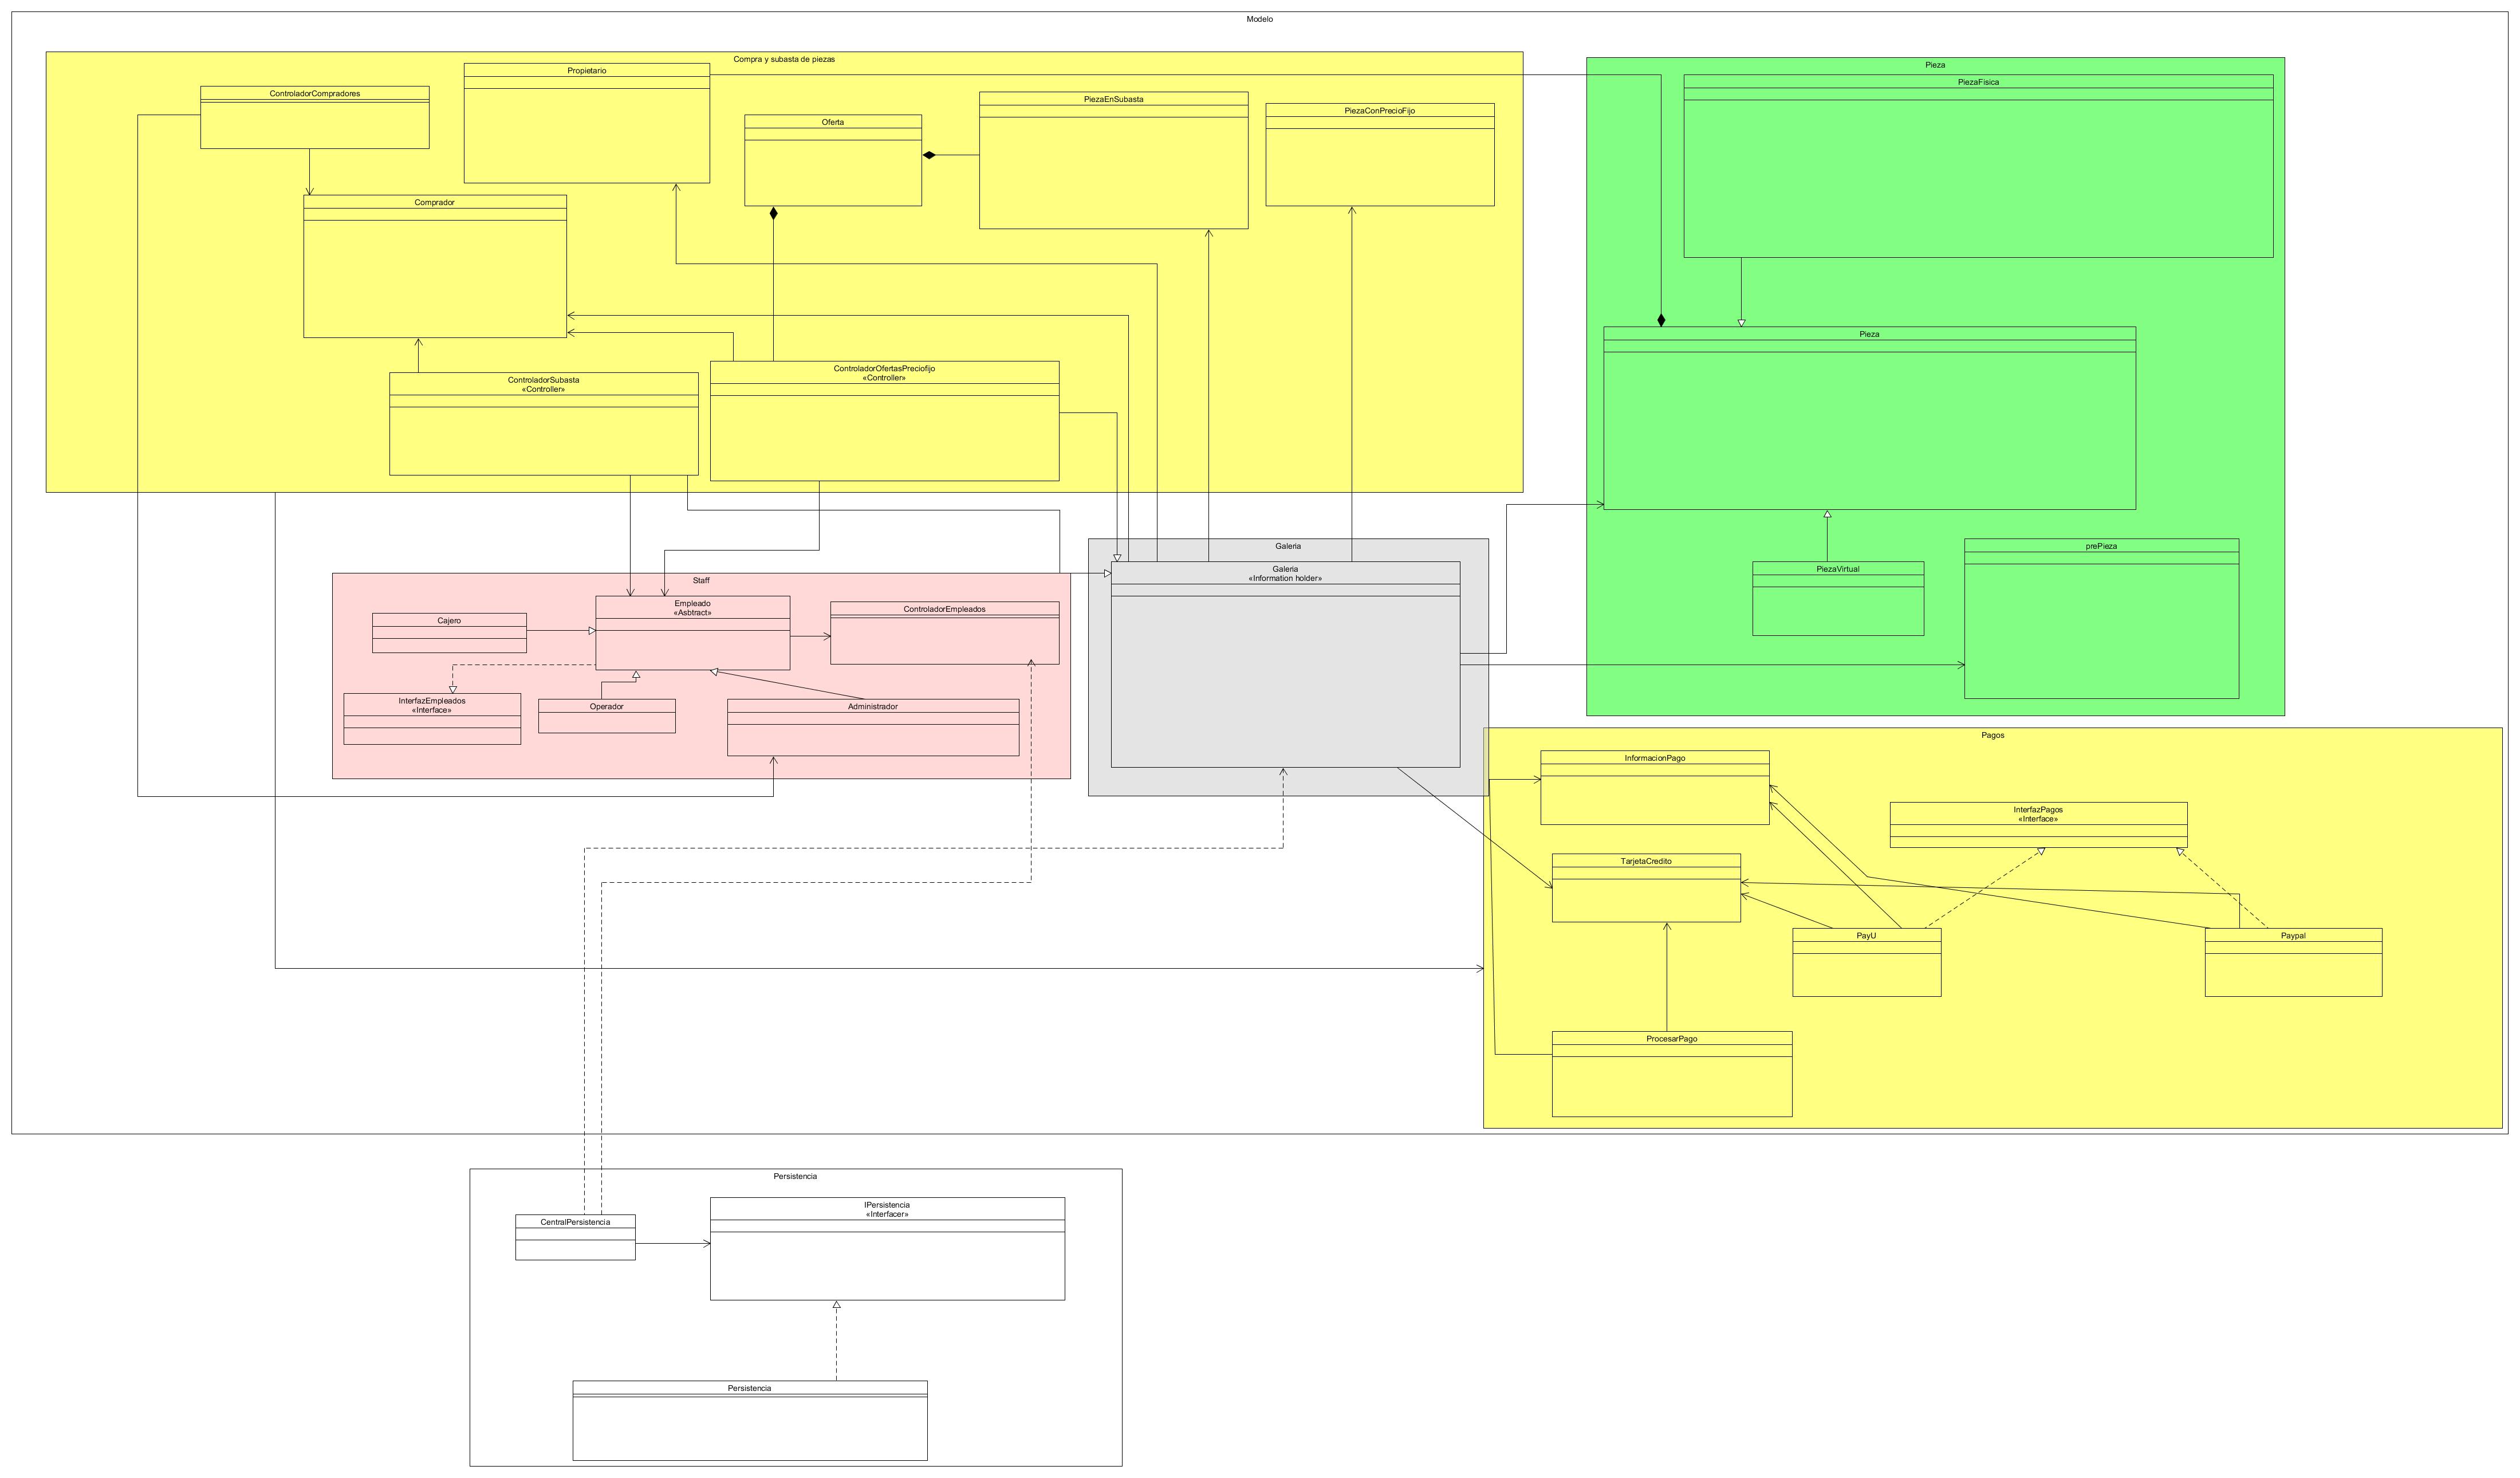 Modelo
Compra y subasta de piezas
ControladorCompradores
Propietario
Oferta
PiezaEnSubasta
PiezaConPrecioFijo
Comprador
ControladorSubasta
«Controller»
ControladorOfertasPreciofijo
«Controller»
Pieza
PiezaFisica
Pieza
PiezaVirtual
prePieza
Staff
Cajero
Empleado
«Asbtract»
ControladorEmpleados
InterfazEmpleados
«Interface»
Operador
Administrador
Galeria
Galeria
«Information holder»
Pagos
InformacionPago
InterfazPagos
«Interface»
TarjetaCredito
PayU
Paypal
ProcesarPago
Persistencia
CentralPersistencia
IPersistencia
«Interfacer»
Persistencia